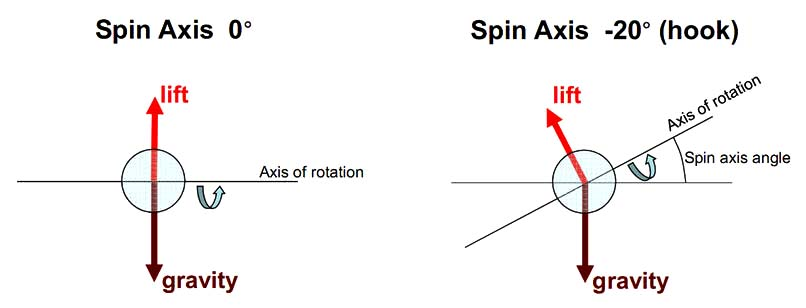 Spin Axis 0°
lift
Axis of rotation
gravity
Spin Axis -20° (hook)
lift
Axis of rotation
Spin axis angle
gravity